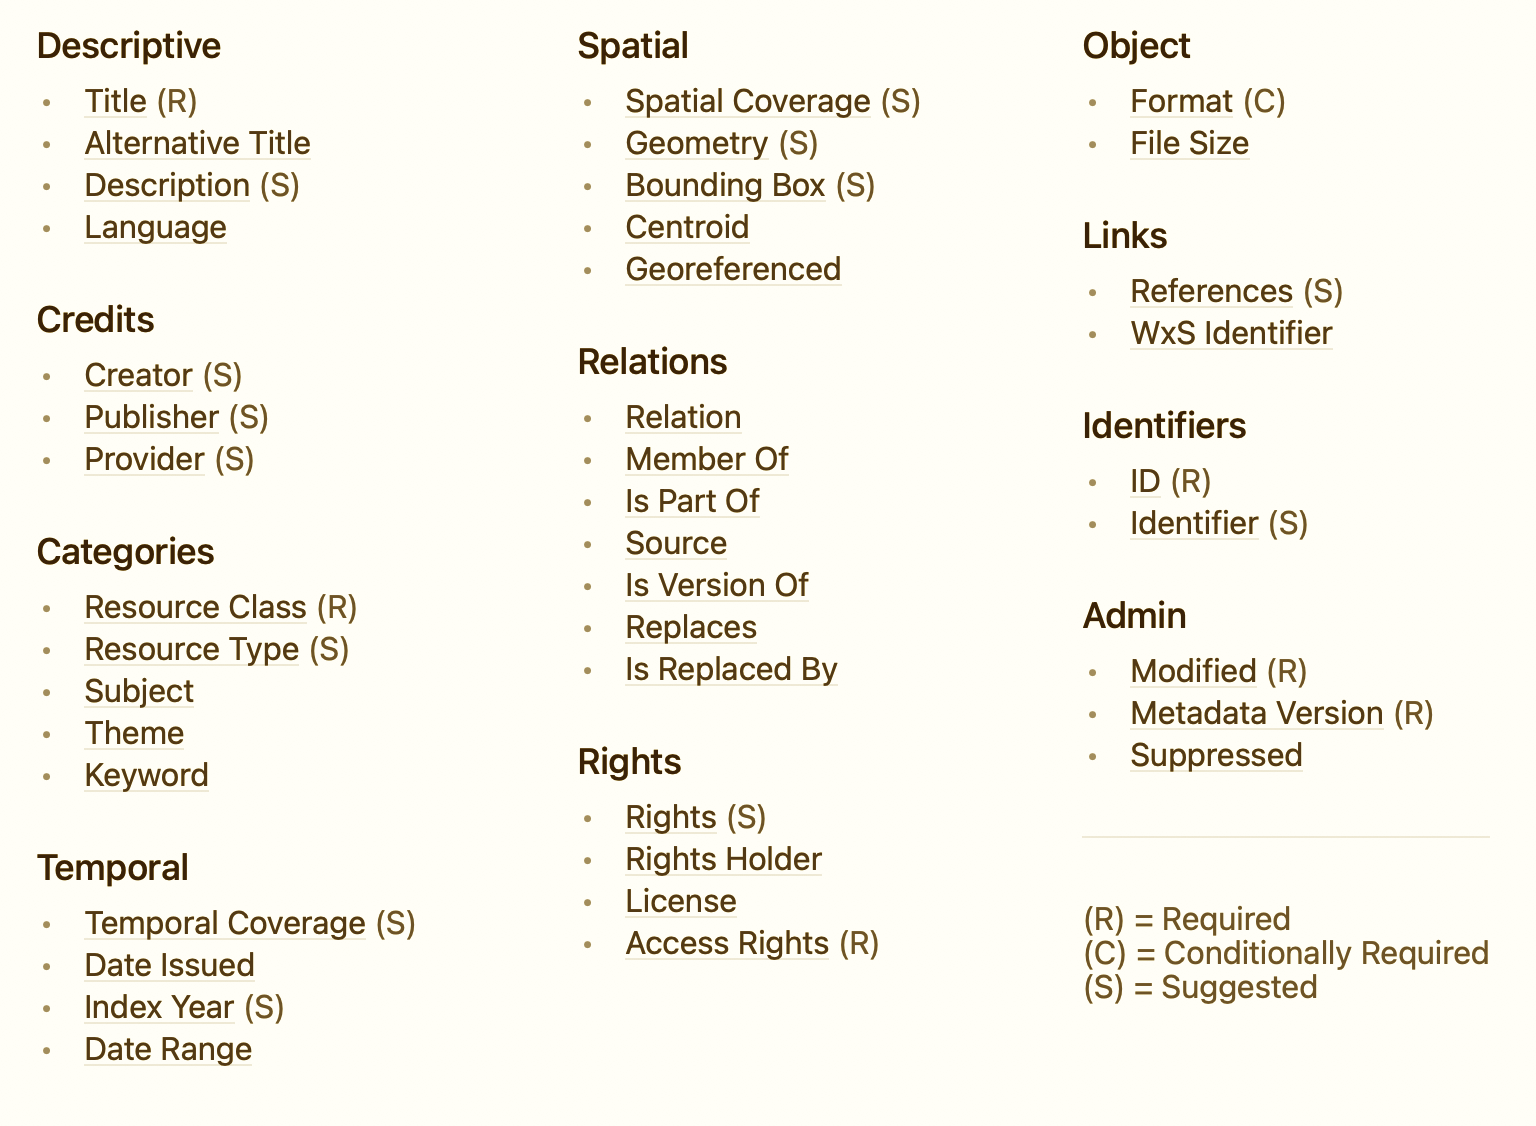 Descriptive
• Title (R)
• Alternative Title
• Description (S)
• Language
Credits
• Creator (S)
• Publisher (S)
• Provider (S)
Categories
• Resource Class (R)
• Resource Type (S)
• Subject
• Theme
• Keyword
Temporal
• Temporal Coverage (S)
• Date Issued
• Index Year (S)
• Date Range
Spatial
• Spatial Coverage (S)
• Geometry (S)
• Bounding Box (S)
• Centroid
• Georeferenced
Relations
• Relation
• Member Of
• Is Part Of
• Source
• Is Version Of
• Replaces
• Is Replaced By
Rights
• Rights (S)
• Rights Holder
• License
• Access Rights (R)
Object
• Format (C)
• File Size
Links
• References (S)
• WxS Identifier
Identifiers
• ID (R)
• Identifier (S)
Admin
• Modified (R)
• Metadata Version (R)
• Suppressed
(R) = Required
(C) = Conditionally Required
(S) = Suggested